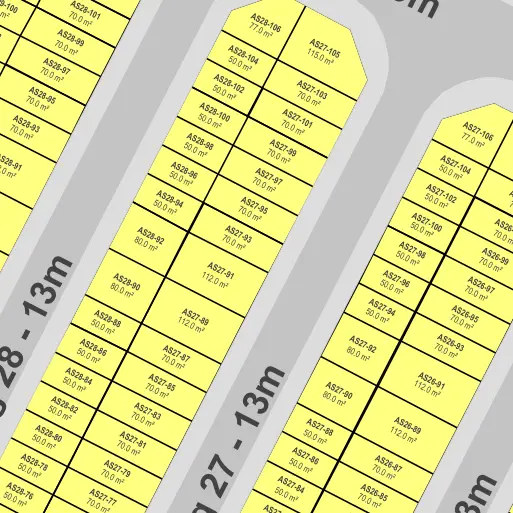 AS28-101
70.0 m²
AS28-99
70.0 m²
AS28-97
70.0 m²
AS28-95
70.0 m²
AS28-93
70.0 m²
AS28-106
77.0 m²
AS28-104
50.0 m²
AS28-102
50.0 m²
AS28-100
50.0 m²
AS28-98
50.0 m²
AS28-96
50.0 m²
AS28-94
50.0 m²
AS28-92
80.0 m²
AS28-90
80.0 m²
AS28-88
50.0 m²
AS28-86
50.0 m²
AS28-84
50.0 m²
AS28-82
50.0 m²
AS28-80
50.0 m²
AS28-78
50.0 m²
AS28-76
50.0 m²
AS27-105
115.0 m²
AS27-103
70.0 m²
AS27-101
70.0 m²
AS27-99
70.0 m²
AS27-97
70.0 m²
AS27-95
70.0 m²
AS27-93
70.0 m²
AS27-91
112.0 m²
AS27-89
112.0 m²
AS27-87
70.0 m²
AS27-85
70.0 m²
AS27-83
70.0 m²
AS27-81
70.0 m²
AS27-79
70.0 m²
AS27-77
70.0 m²
AS27-106
77.0 m²
AS27-104
50.0 m²
AS27-102
50.0 m²
AS27-100
50.0 m²
AS27-98
50.0 m²
AS27-96
50.0 m²
AS27-94
50.0 m²
AS27-92
80.0 m²
AS27-90
80.0 m²
AS27-88
50.0 m²
AS27-86
50.0 m²
AS27-84
50.0 m²
AS26-99
70.0 m²
AS26-97
70.0 m²
AS26-95
70.0 m²
AS26-93
70.0 m²
AS26-91
112.0 m²
AS26-89
112.0 m²
AS26-87
70.0 m²
AS26-85
70.0 m²
28 - 13m
27 - 13m